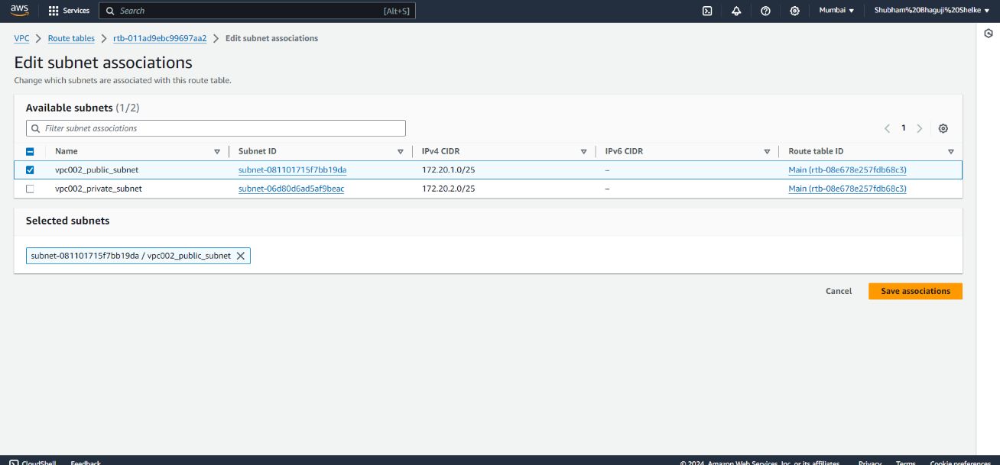 aws Services Search [Alt+S] Mumbai Shubham%20Bhaguji%20Shelke
VPC Route tables rtb-011ad9ebc99697aa2 Edit subnet associations
Edit subnet associations
Change which subnets are associated with this route table.
Available subnets (1/2)
Filter subnet associations 1
Name Subnet ID IPv4 CIDR IPv6 CIDR Route table ID
vpc002_public_subnet subnet-081101715f7bb19da 172.20.1.0/25 – Main (rtb-08e678e257fdb68c3)
vpc002_private_subnet subnet-06d80d6ad5af9beac 172.20.2.0/25 – Main (rtb-08e678e257fdb68c3)
Selected subnets
subnet-081101715f7bb19da / vpc002_public_subnet
Cancel Save associations
CloudShell Feedback © 2024, Amazon Web Services, Inc. or its affiliates. Privacy Terms Cookie preferences